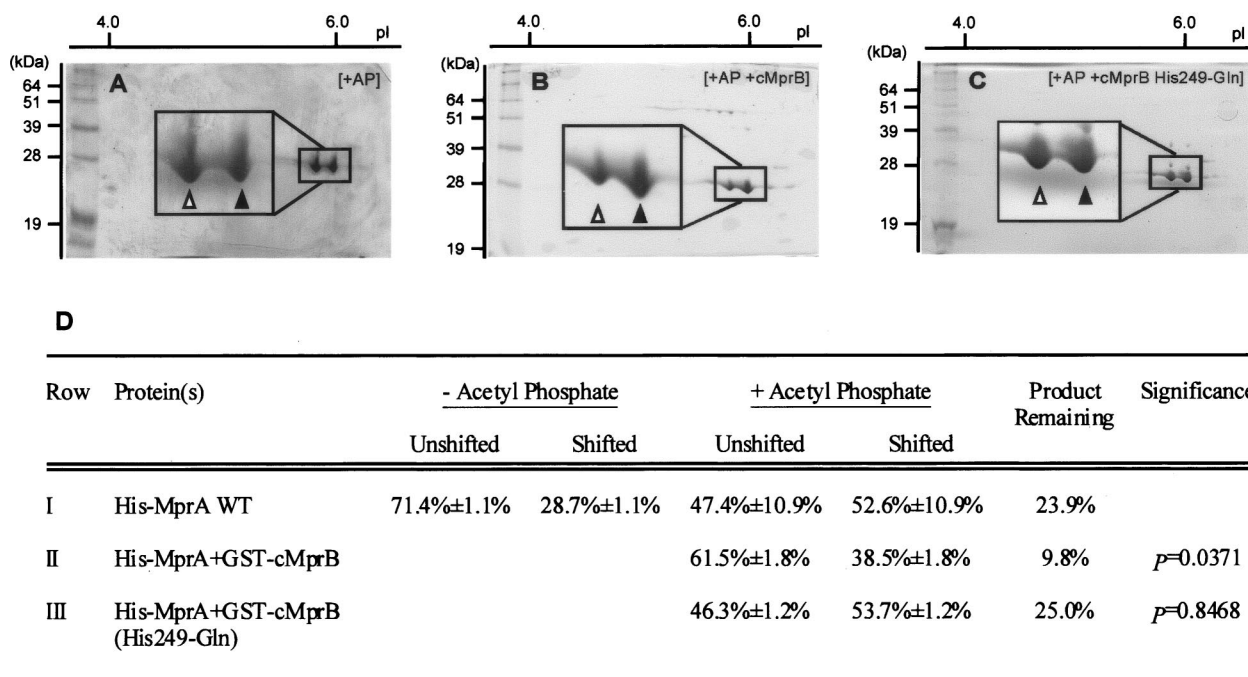 4.0 6.0 pI
(kDa)
64
51
39
28
19
A [+AP]
4.0 6.0 pI
(kDa)
64
51
39
28
19
B [+AP +cMprB]
4.0 6.0
(kDa)
64
51
39
28
19
C [+AP +cMprB His249-Gln]
D
Row Protein(s) - Acetyl Phosphate + Acetyl Phosphate Product Significance
Remaining
Unshifted Shifted Unshifted Shifted
I His-MprA WT 71.4%±1.1% 28.7%±1.1% 47.4%±10.9% 52.6%±10.9% 23.9%
II His-MprA+GST-cMprB 61.5%±1.8% 38.5%±1.8% 9.8% P=0.0371
III His-MprA+GST-cMprB 46.3%±1.2% 53.7%±1.2% 25.0% P=0.8468
(His249-Gln)